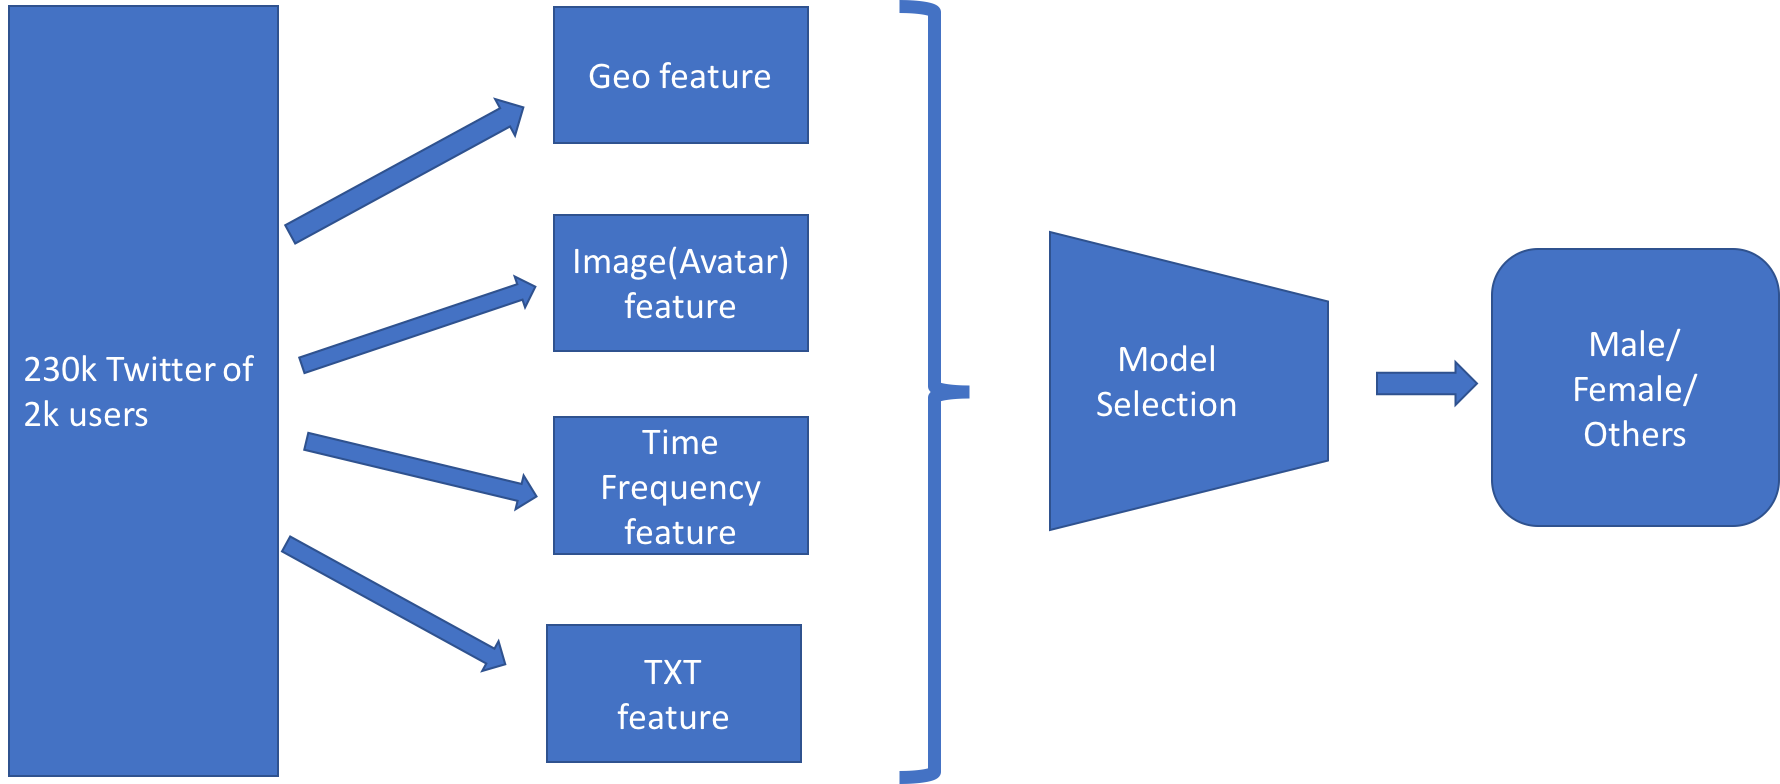 230k Twitter of
2k users
Geo feature
Image(Avatar)
feature
Time
Frequency
feature
TXT
feature
Model
Selection
Male/
Female/
Others